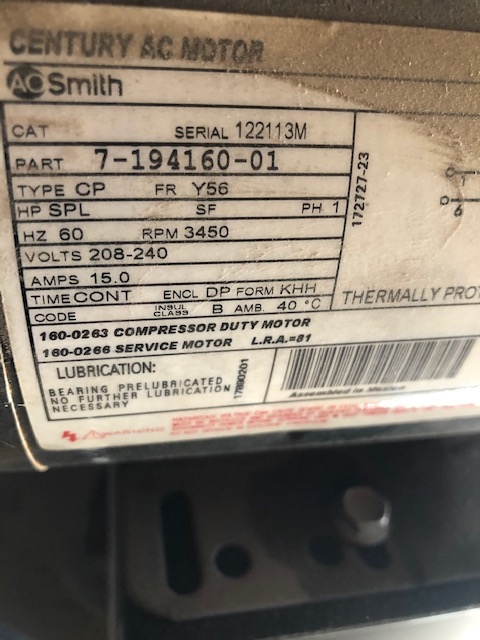 CENTURY AC MOTOR
AO Smith
CAT SERIAL 122113M
PART 7-194160-01
TYPE CP FR Y56
HP SPL SF PH 1
HZ 60 RPM 3450
VOLTS 208-240
AMPS 15.0
TIME CONT ENCL DP FORM KHH
CODE INSUL CLASS B AMB. 40 °C
160-0263 COMPRESSOR DUTY MOTOR
160-0266 SERVICE MOTOR L.R.A.=81
LUBRICATION:
BEARING PRELUBRICATED
NO FURTHER LUBRICATION
NECESSARY
17890201
172727-23
1
6
THERMALLY PROT
Assembled in Mexico